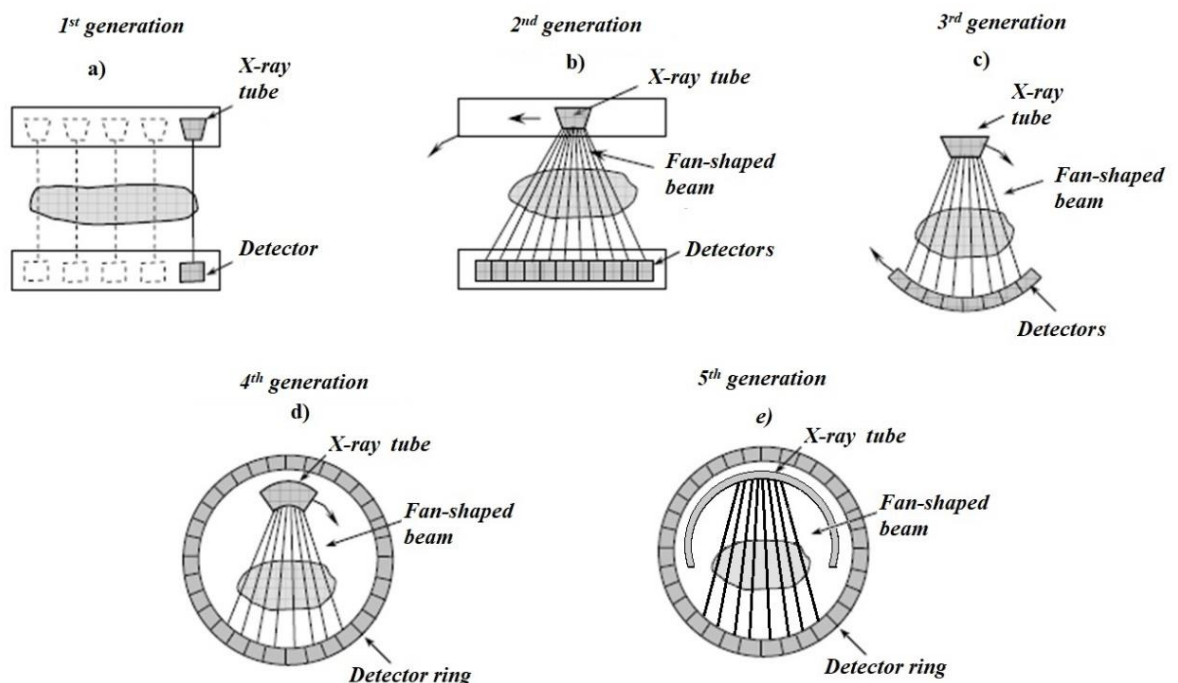 1st generation
a)
X-ray
tube
Detector
2nd generation
b)
X-ray tube
Fan-shaped
beam
Detectors
3rd generation
c)
X-ray
tube
Fan-shaped
beam
Detectors
4th generation
d)
X-ray tube
Fan-shaped
beam
Detector ring
5th generation
e)
X-ray tube
Fan-shaped
beam
Detector ring